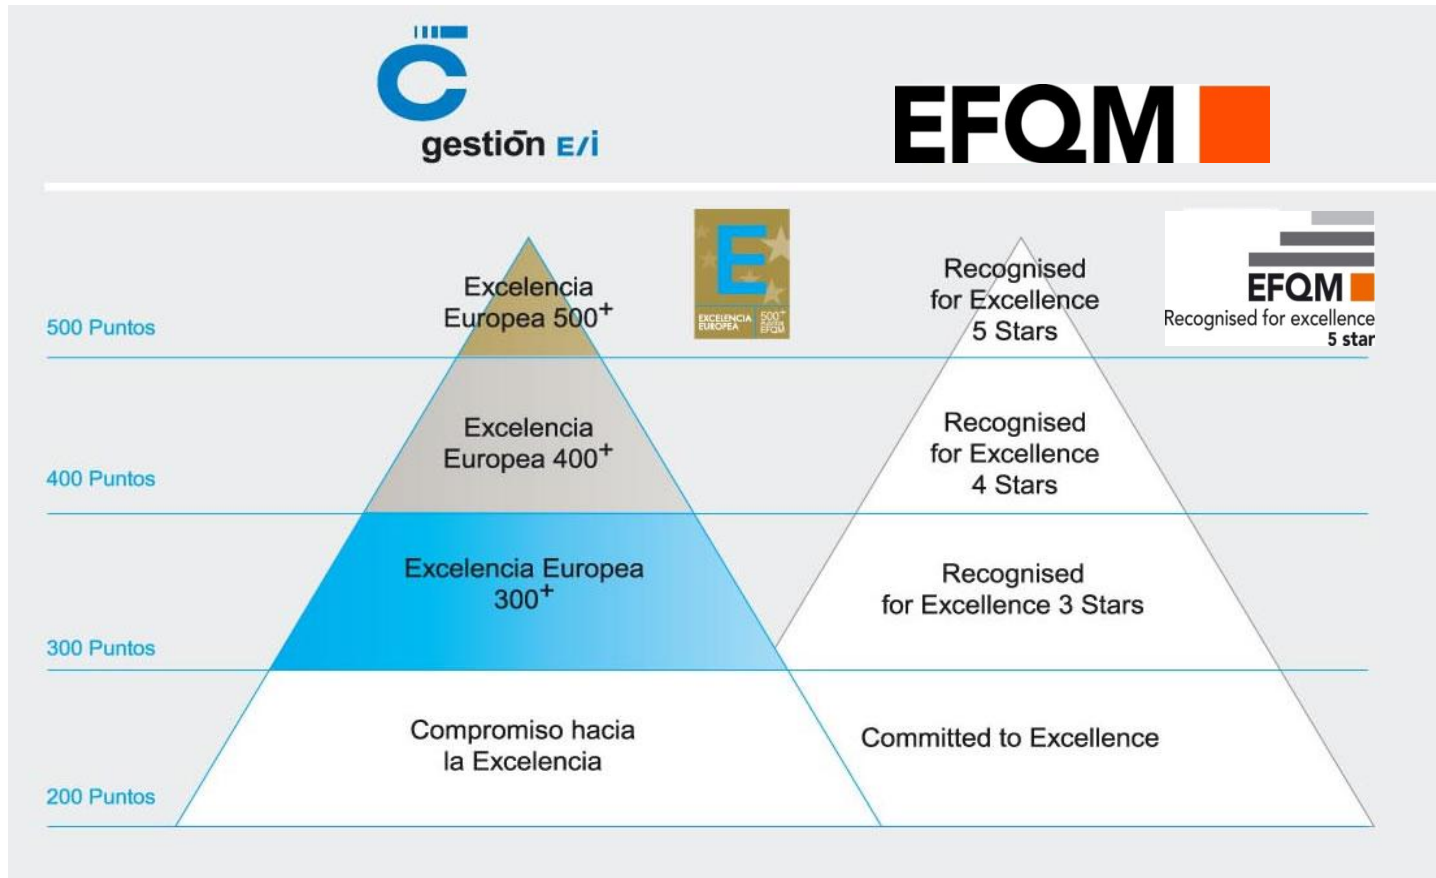 gestión E/i
EFQM
500 Puntos
Excelencia
Europea 500+
EXCELENCIA
EUROPEA
500+
EFQM
Recognised
for Excellence
5 Stars
EFQM
Recognised for excellence
5 star
400 Puntos
Excelencia
Europea 400+
Recognised
for Excellence
4 Stars
300 Puntos
Excelencia Europea
300+
Recognised
for Excellence 3 Stars
200 Puntos
Compromiso hacia
la Excelencia
Committed to Excellence